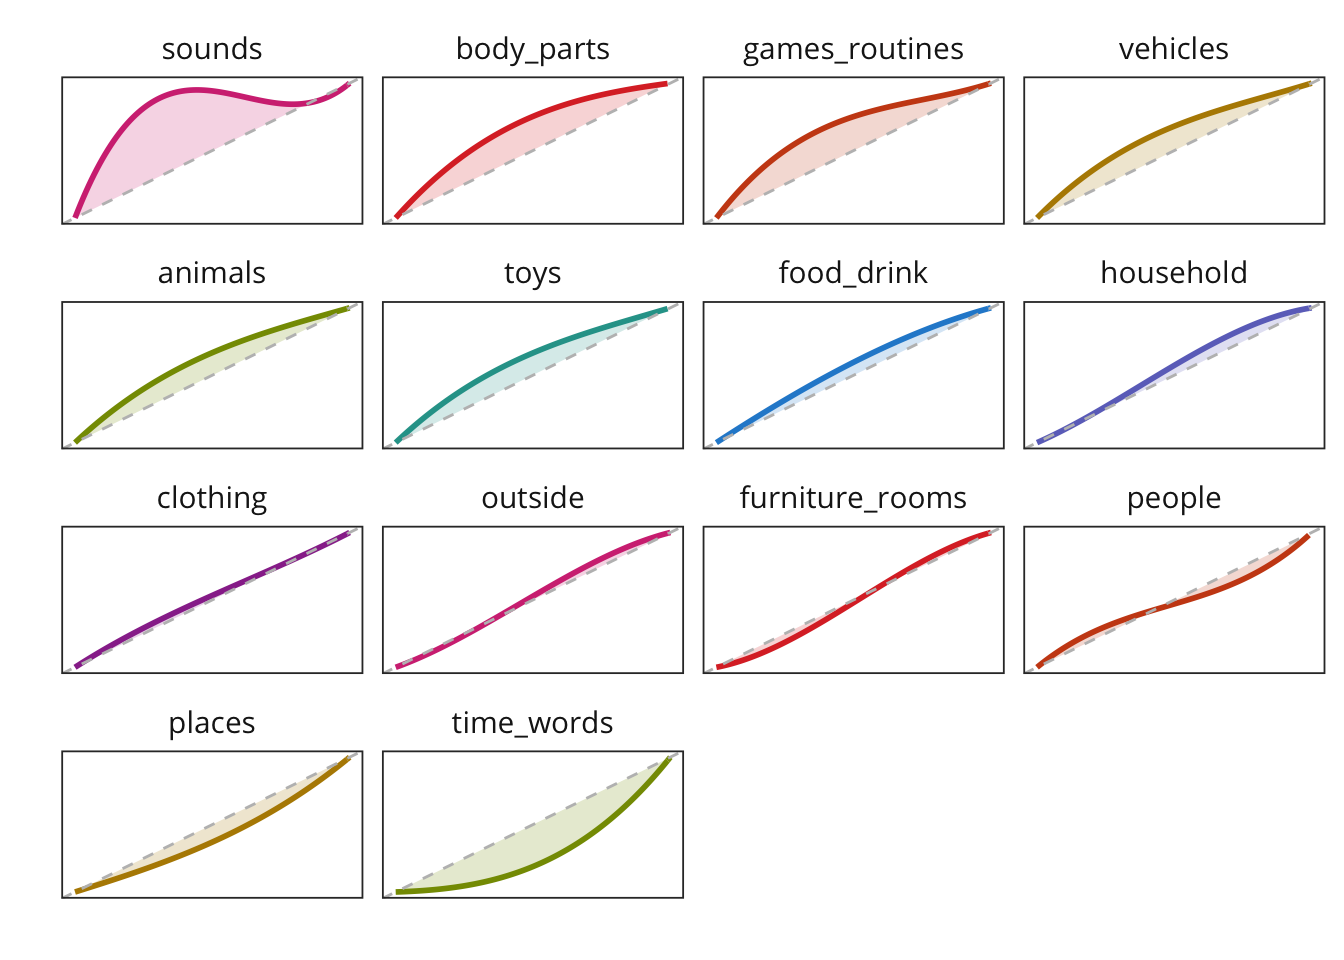 sounds
body_parts
games_routines
vehicles
animals
toys
food_drink
household
clothing
outside
furniture_rooms
people
places
time_words